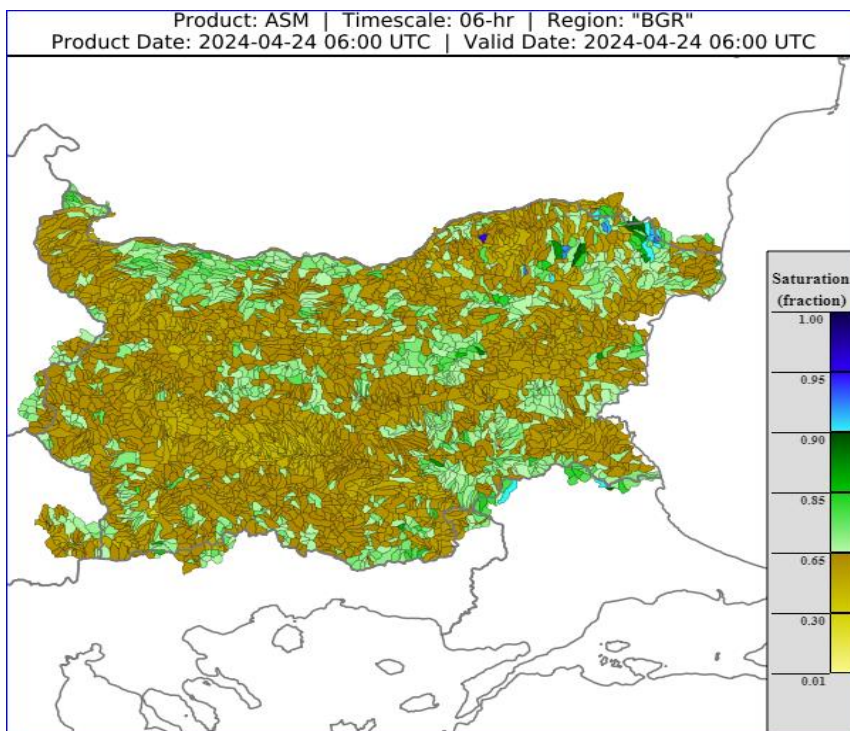 Product: ASM | Timescale: 06-hr | Region: "BGR"
Product Date: 2024-04-24 06:00 UTC | Valid Date: 2024-04-24 06:00 UTC
Saturation
(fraction)
1.00
0.95
0.90
0.85
0.65
0.30
0.01